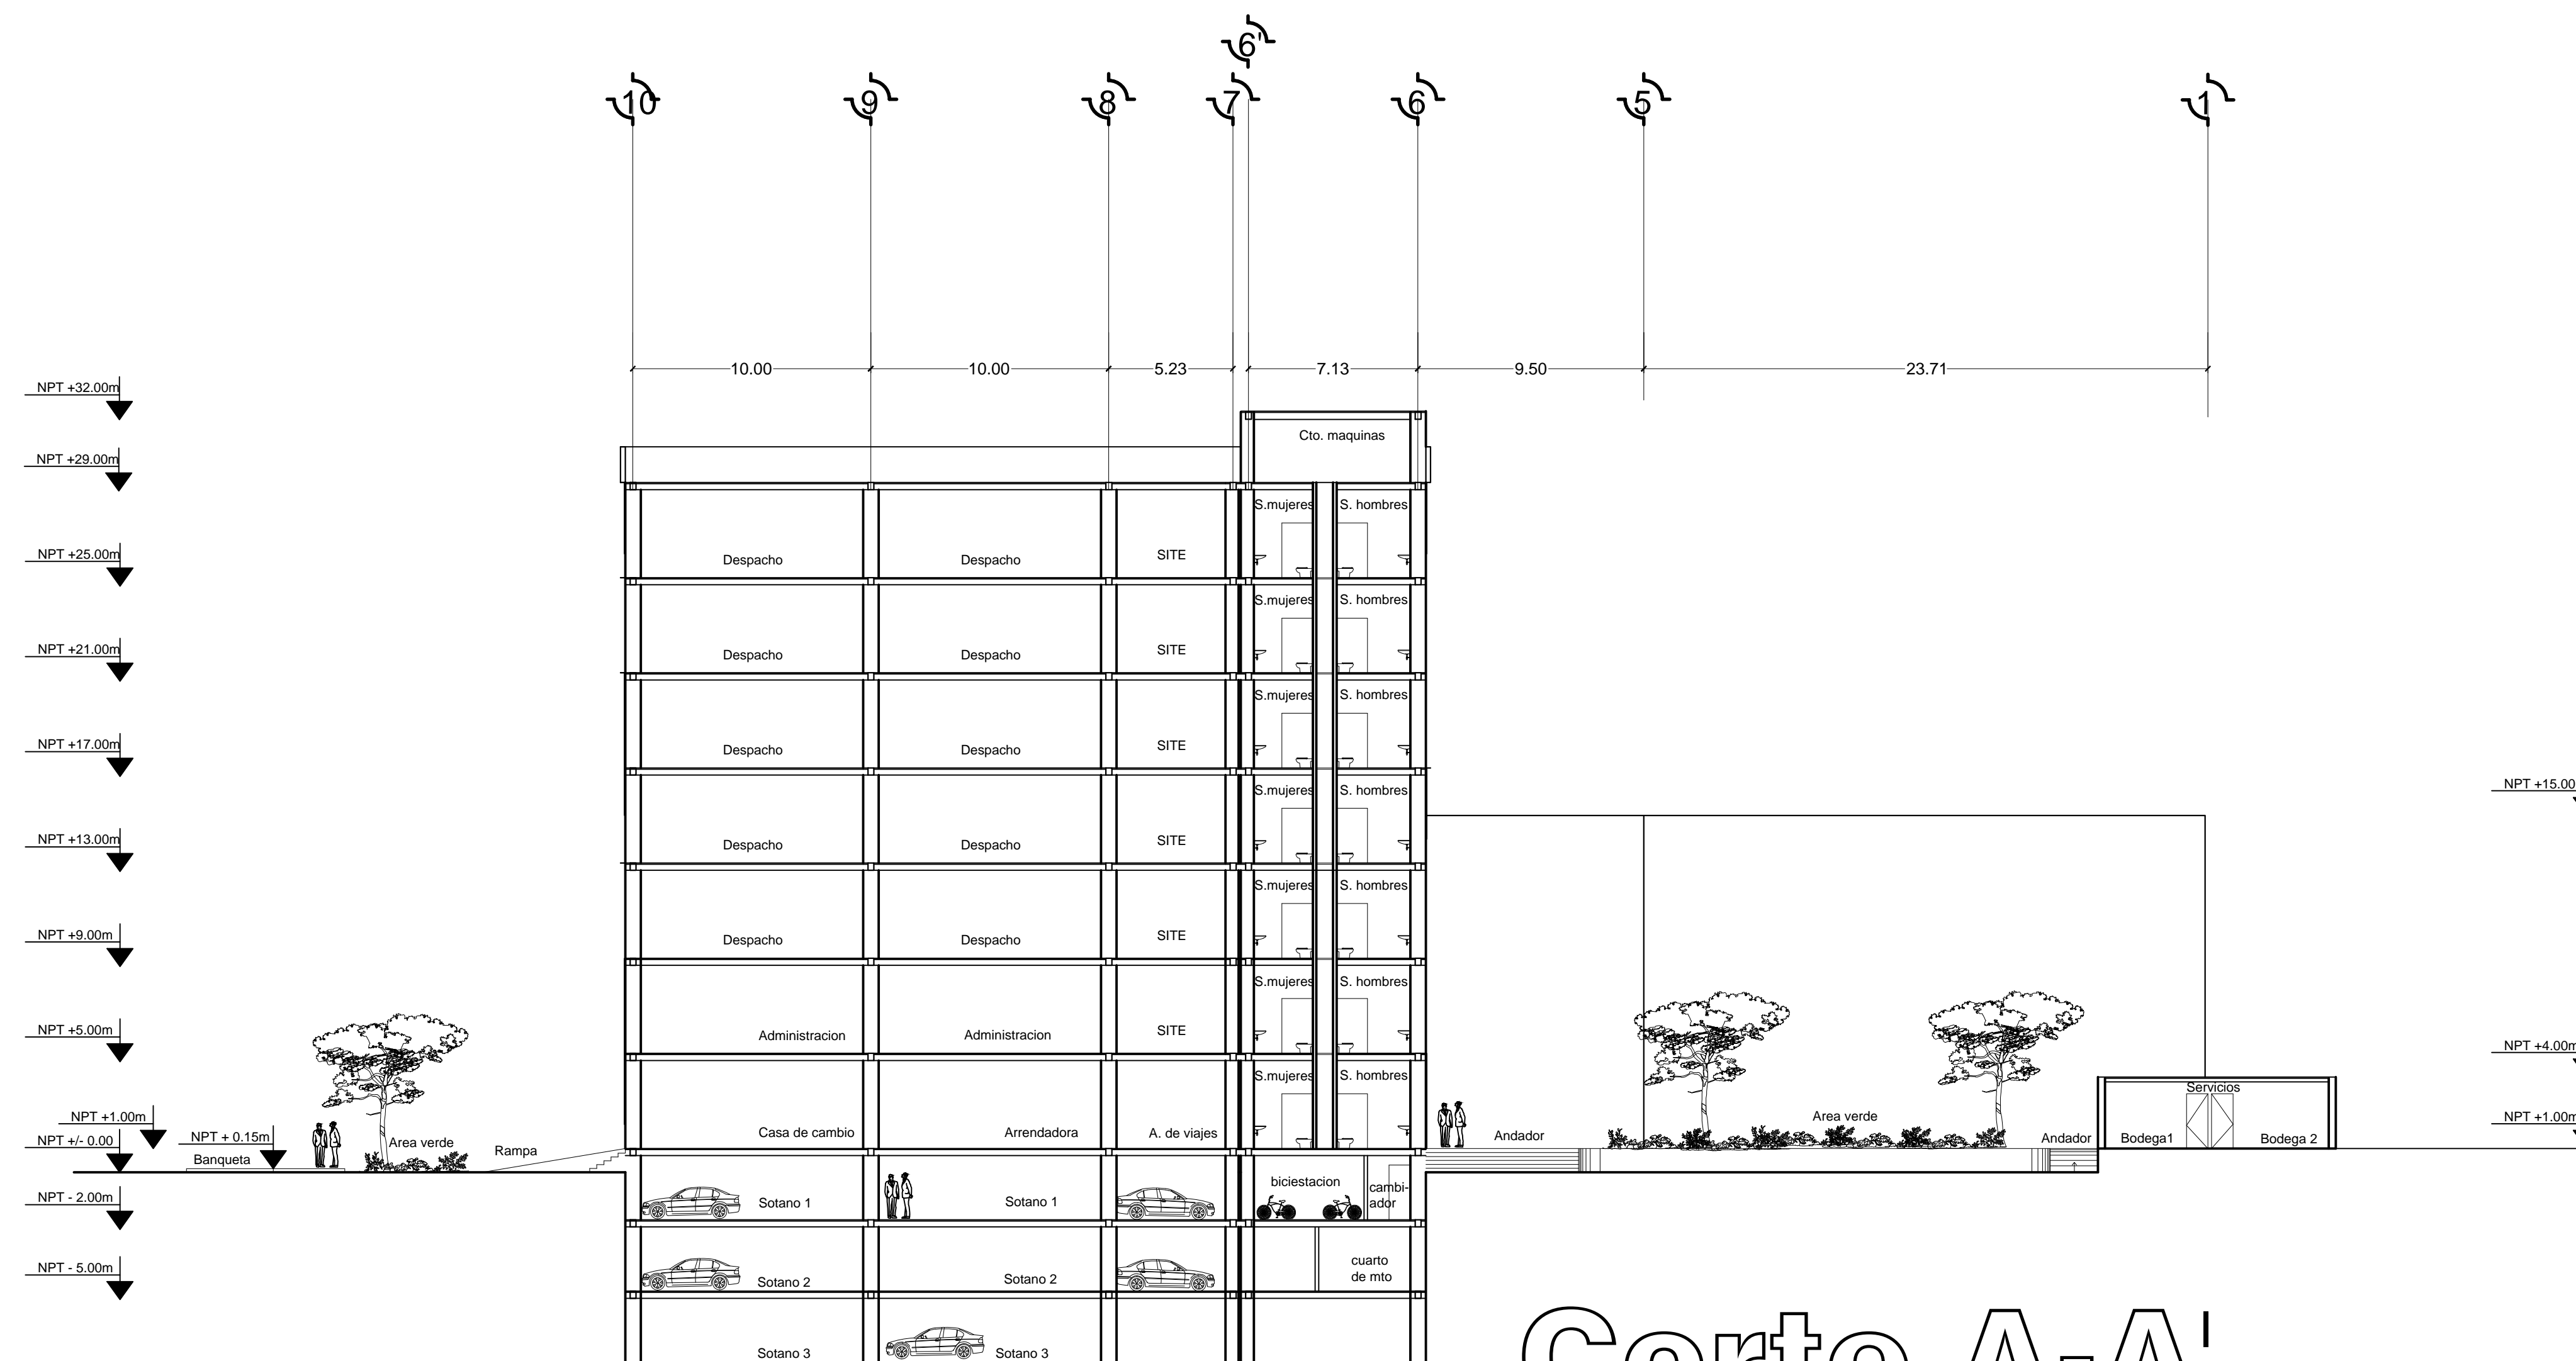 6'
10 9 8 7 6 5 1
10.00 10.00 5.23 7.13 9.50 23.71
NPT +32.00m
Cto. maquinas
NPT +29.00m
S.mujeres S. hombres
NPT +25.00m
Despacho Despacho SITE
S.mujeres S. hombres
NPT +21.00m
Despacho Despacho SITE
S.mujeres S. hombres
NPT +17.00m
Despacho Despacho SITE
NPT +15.00
S.mujeres S. hombres
NPT +13.00m
Despacho Despacho SITE
S.mujeres S. hombres
NPT +9.00m
Despacho Despacho SITE
S.mujeres S. hombres
NPT +5.00m
Administracion Administracion SITE
NPT +4.00m
S.mujeres S. hombres
Servicios
NPT +1.00m
Area verde
NPT +1.00m
Casa de cambio Arrendadora A. de viajes
Andador
Andador
Bodega1 Bodega 2
NPT +/- 0.00
NPT + 0.15m
Area verde
Rampa
Banqueta
biciestacion
cambi-
ador
NPT - 2.00m
Sotano 1 Sotano 1
cuarto
de mto
NPT - 5.00m
Sotano 2 Sotano 2
Corte A-A'
Sotano 3 Sotano 3